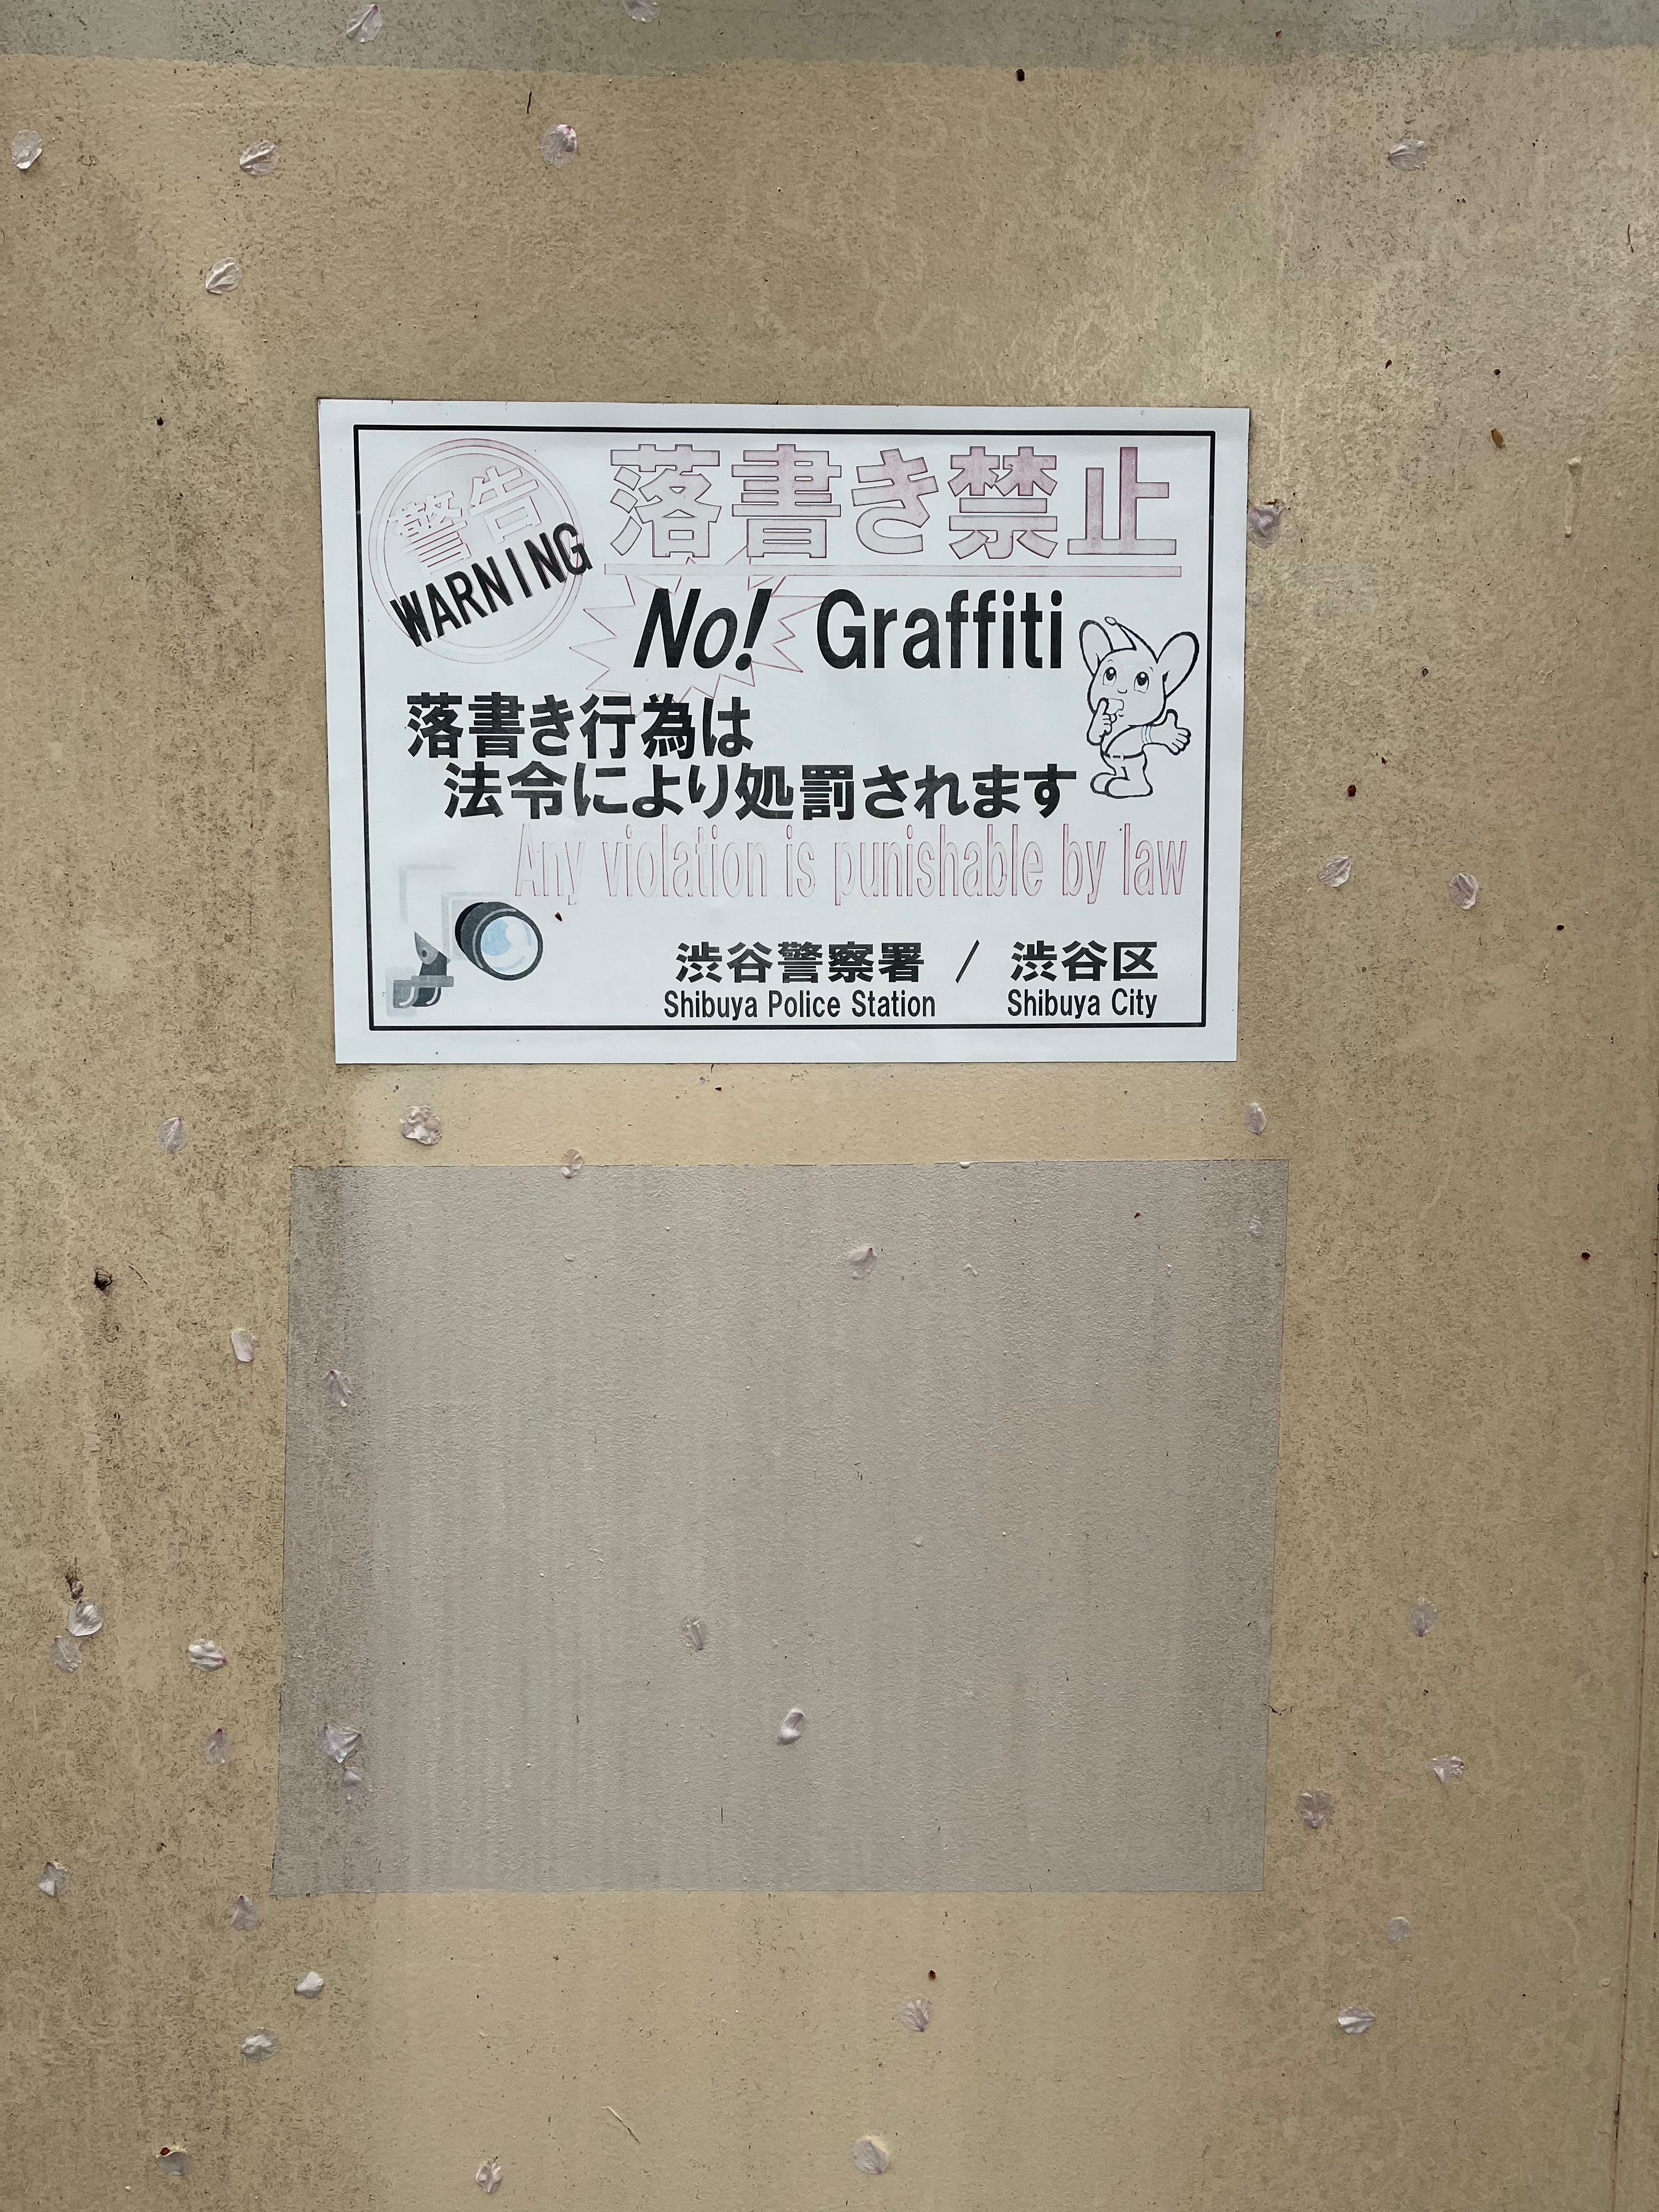 警告
WARNING
落書き禁止
No! Graffiti
落書き行為は
法令により処罰されます
Any violation is punishable by law
渋谷警察署 / 渋谷区
Shibuya Police Station Shibuya City